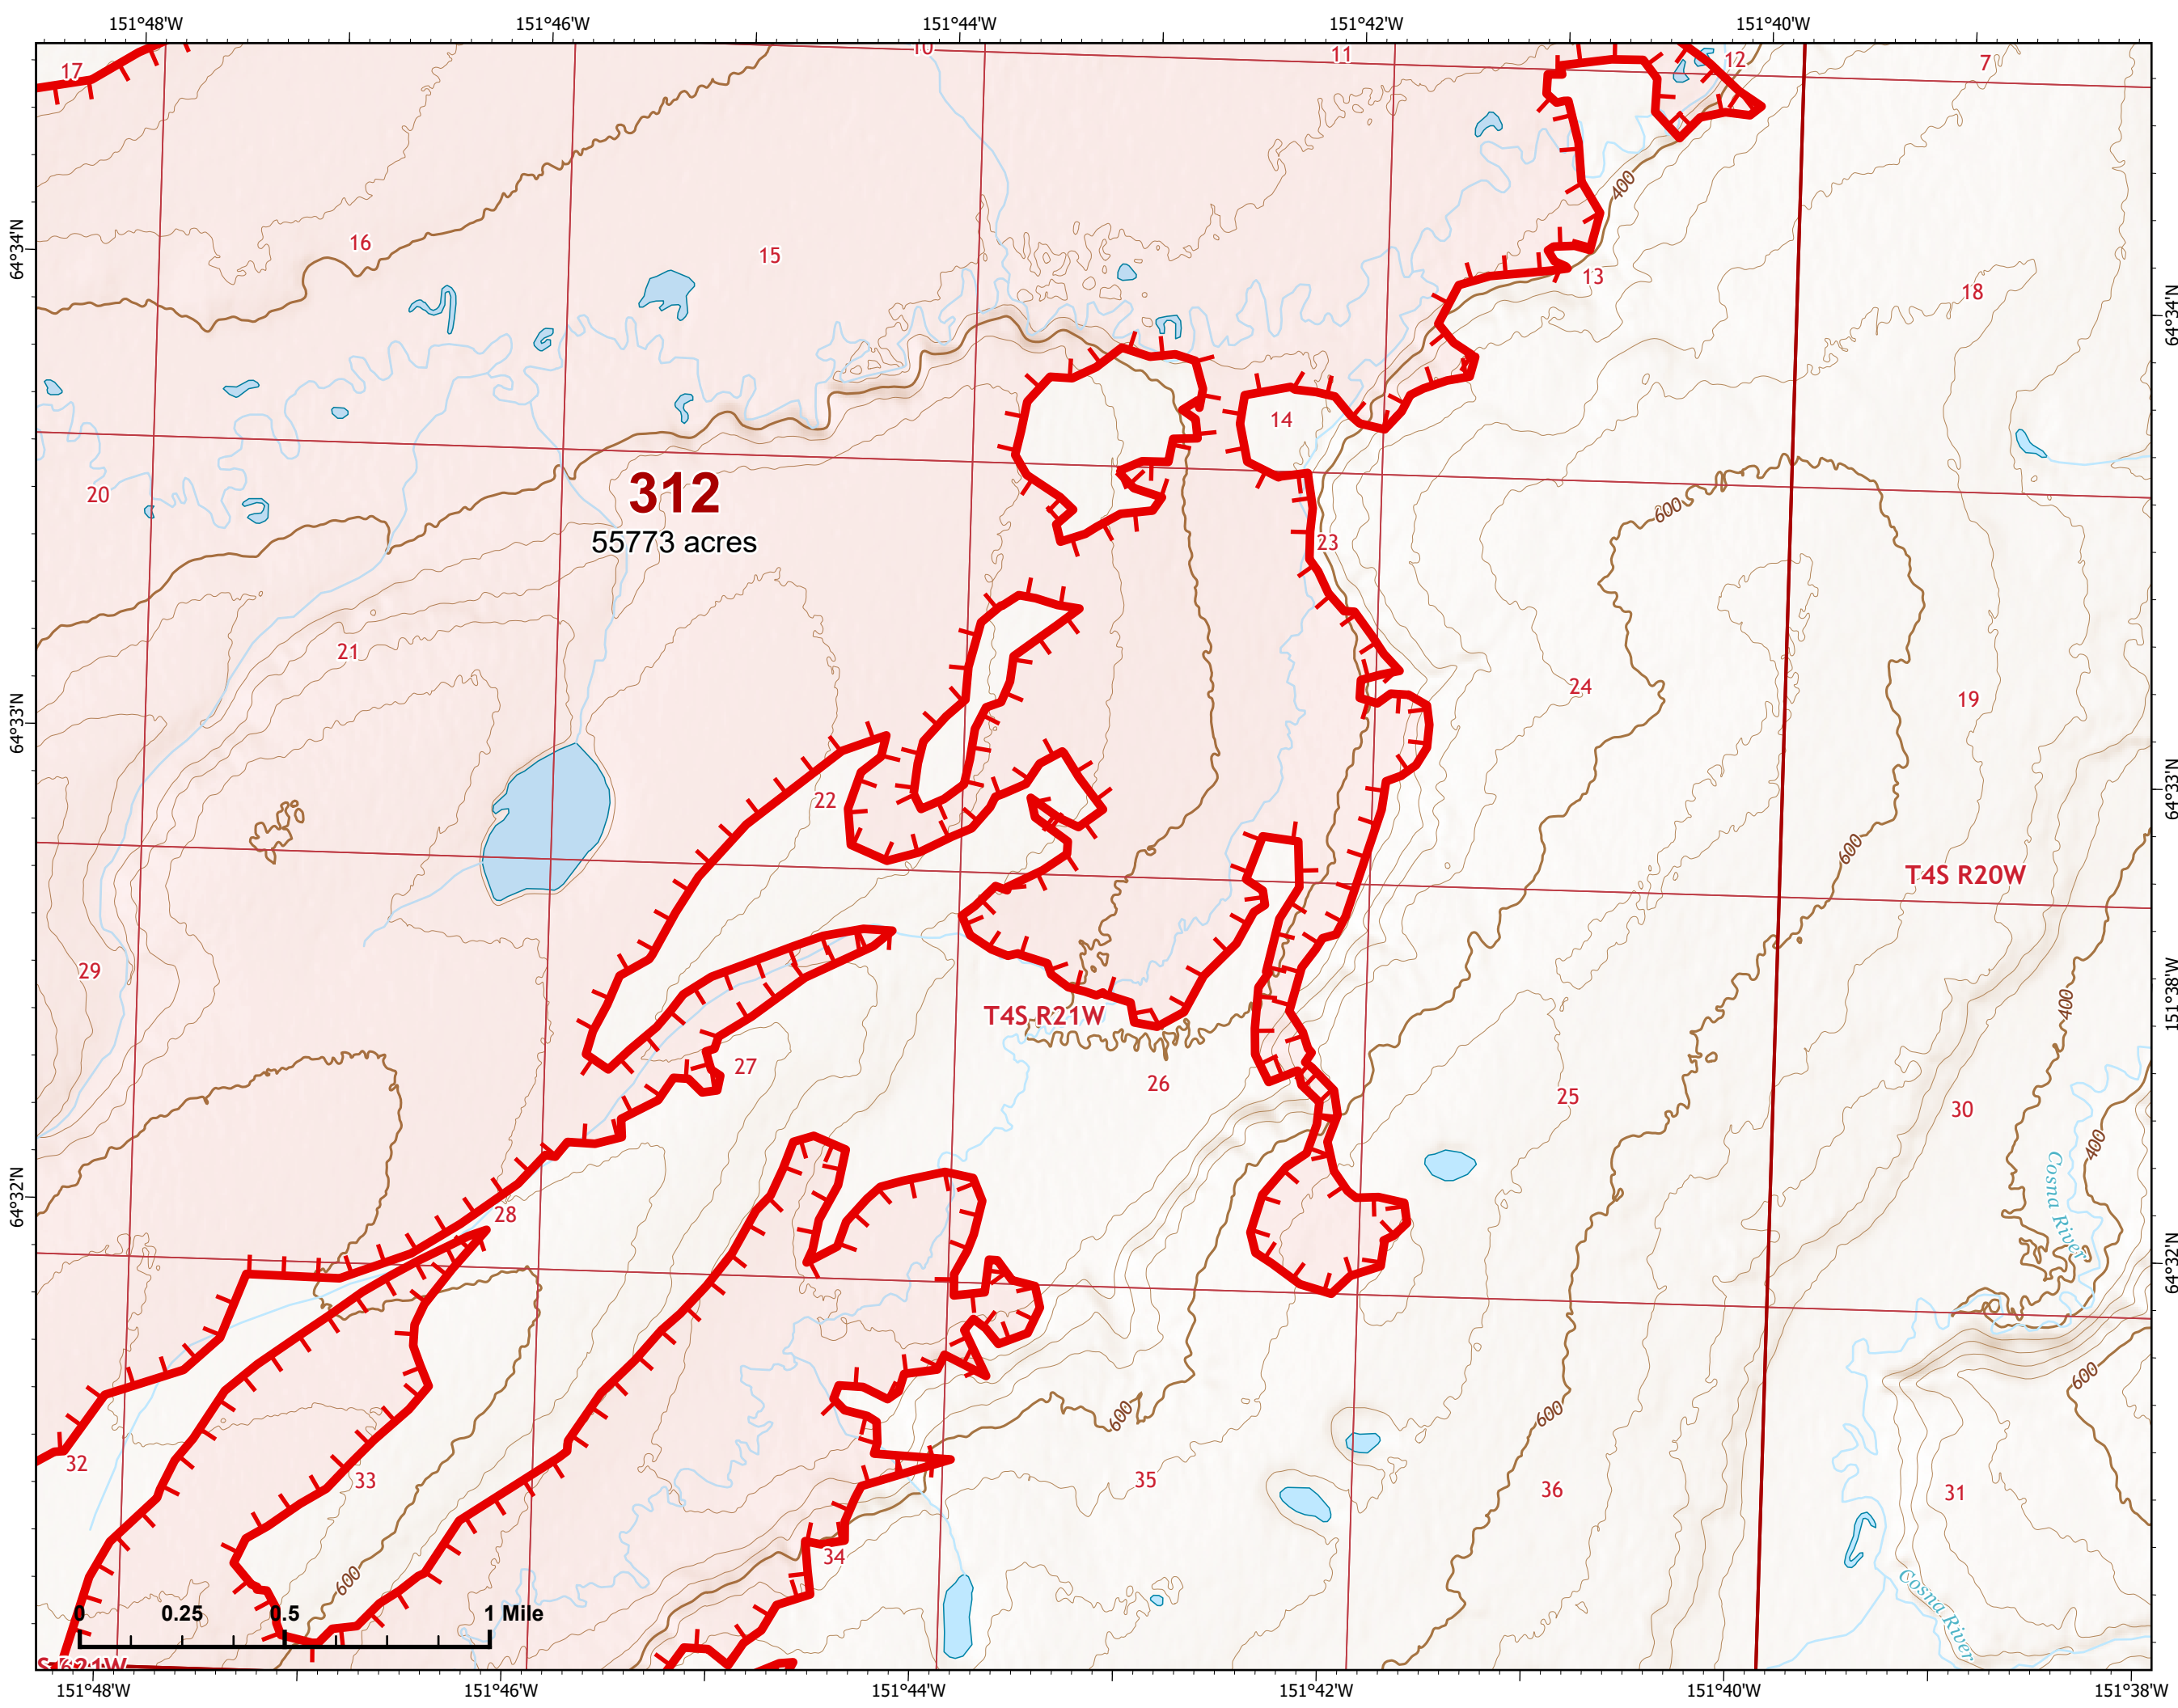 151°48'W 151°46'W 151°44'W 151°42'W 151°40'W
17 10 11 12 7
400
64°34'N 16 15 13 18 64°34'N
14
20 312 600
55773 acres 23
21 24 19
64°33'N 22 64°33'N
600
T4S R20W
29 400 151°38'W
T4S R21W
27 26 25 30
400
Cosna River
64°32'N 28 64°32'N
600 600 600
32 33 35 36 31
34
600 Cosna River
0 0.25 0.5 1 Mile
151°48'W 151°46'W 151°44'W 151°42'W 151°40'W 151°38'W